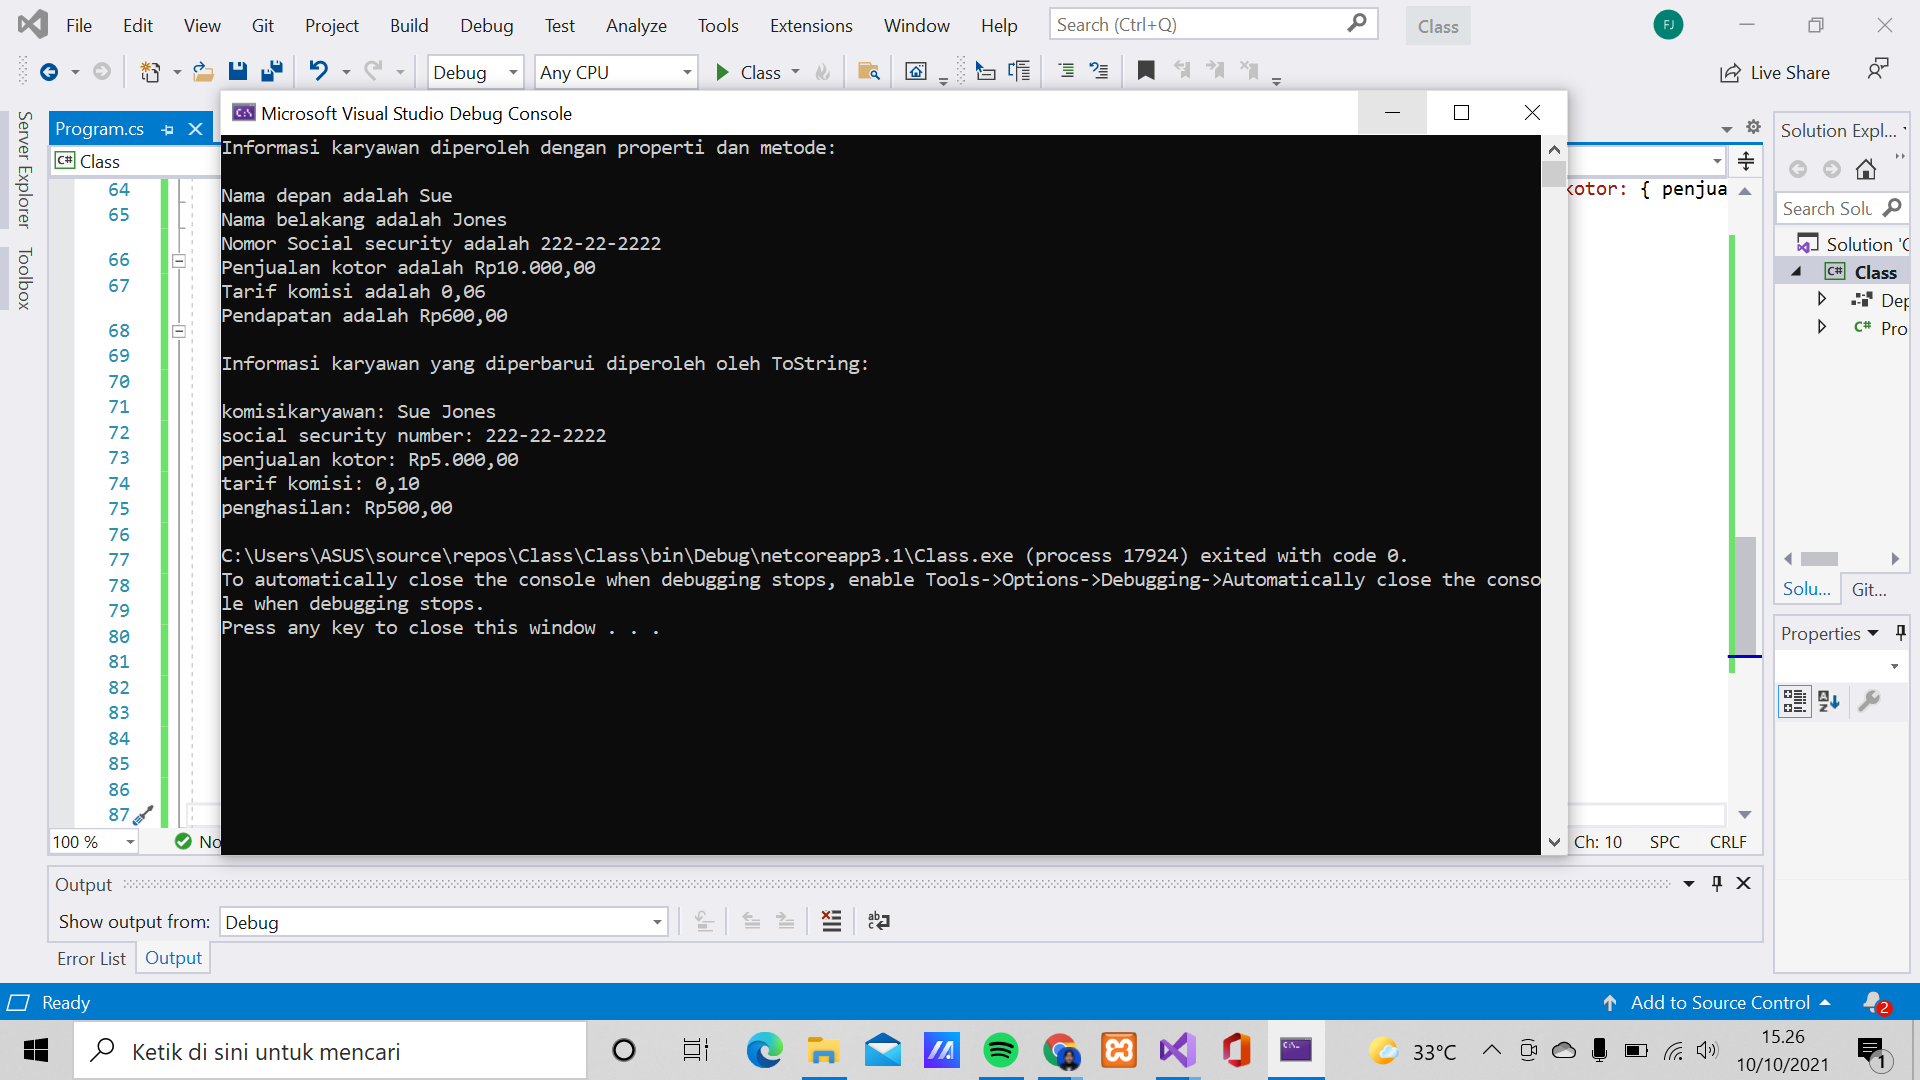 File Edit View Git Project Build Debug Test Analyze Tools Extensions Window Help Search (Ctrl+Q) Class FJ
Debug Any CPU Class Live Share
Server Explorer
Toolbox
Program.cs
C# Class
Microsoft Visual Studio Debug Console
Informasi karyawan diperoleh dengan properti dan metode:
Nama depan adalah Sue
Nama belakang adalah Jones
Nomor Social security adalah 222-22-2222
Penjualan kotor adalah Rp10.000,00
Tarif komisi adalah 0,06
Pendapatan adalah Rp600,00
Informasi karyawan yang diperbarui diperoleh oleh ToString:
komisikaryawan: Sue Jones
social security number: 222-22-2222
penjualan kotor: Rp5.000,00
tarif komisi: 0,10
penghasilan: Rp500,00
C:\Users\ASUS\source\repos\Class\Class\bin\Debug\netcoreapp3.1\Class.exe (process 17924) exited with code 0.
To automatically close the console when debugging stops, enable Tools->Options->Debugging->Automatically close the conso
le when debugging stops.
Press any key to close this window . . .
64
65
66
67
68
69
70
71
72
73
74
75
76
77
78
79
80
81
82
83
84
85
86
87
kotor: { penjua
100 % No
Ch: 10 SPC CRLF
Solution Expl...
Search Solu
Solution 'C
C# Class
Dep
C# Pro
Solu... Git...
Properties
Output
Show output from: Debug
Error List Output
Ready
Add to Source Control 2
Ketik di sini untuk mencari
33°C
15.26
10/10/2021
1